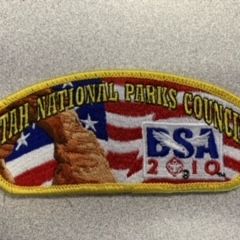 UTAH NATIONAL PARKS COUNCIL
BSA
2010